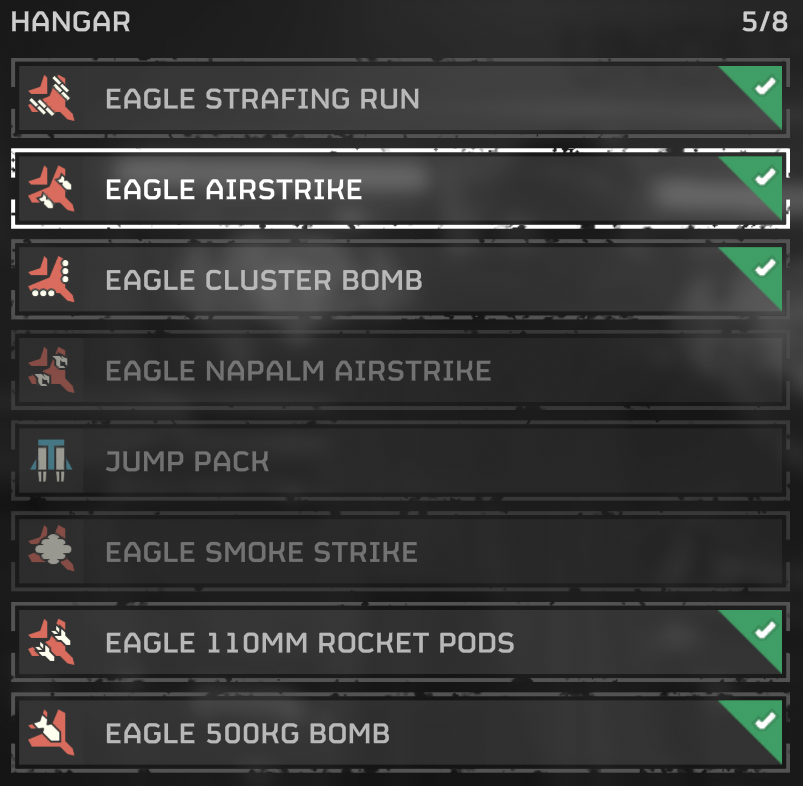 HANGAR 5/8
EAGLE STRAFING RUN
EAGLE AIRSTRIKE
EAGLE CLUSTER BOMB
EAGLE NAPALM AIRSTRIKE
JUMP PACK
EAGLE SMOKE STRIKE
EAGLE 110MM ROCKET PODS
EAGLE 500KG BOMB